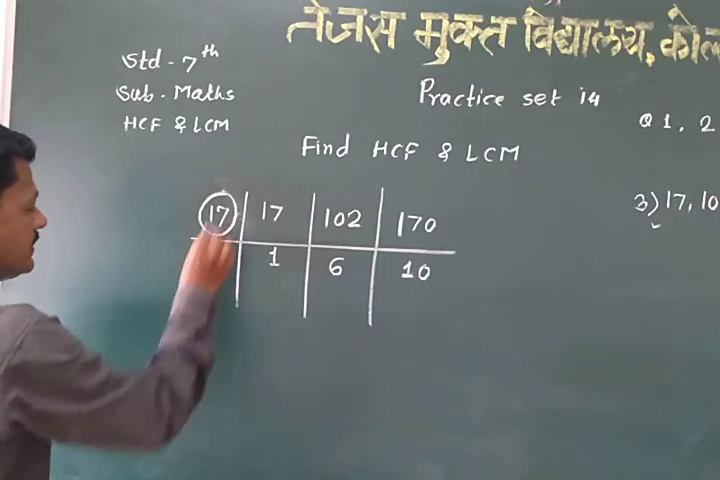 तेजस मुक्त विद्यालय,
Std - 7th
Sub. Maths
HCF & LCM
Practice set 14
Q 1, 2
Find HCF & LCM
3) 17, 10
17 17 102 170
1 6 10